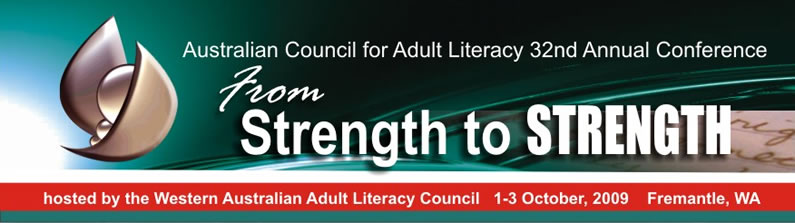 Australian Council for Adult Literacy 32nd Annual Conference
From
Strength to STRENGTH
hosted by the Western Australian Adult Literacy Council 1-3 October, 2009 Fremantle, WA